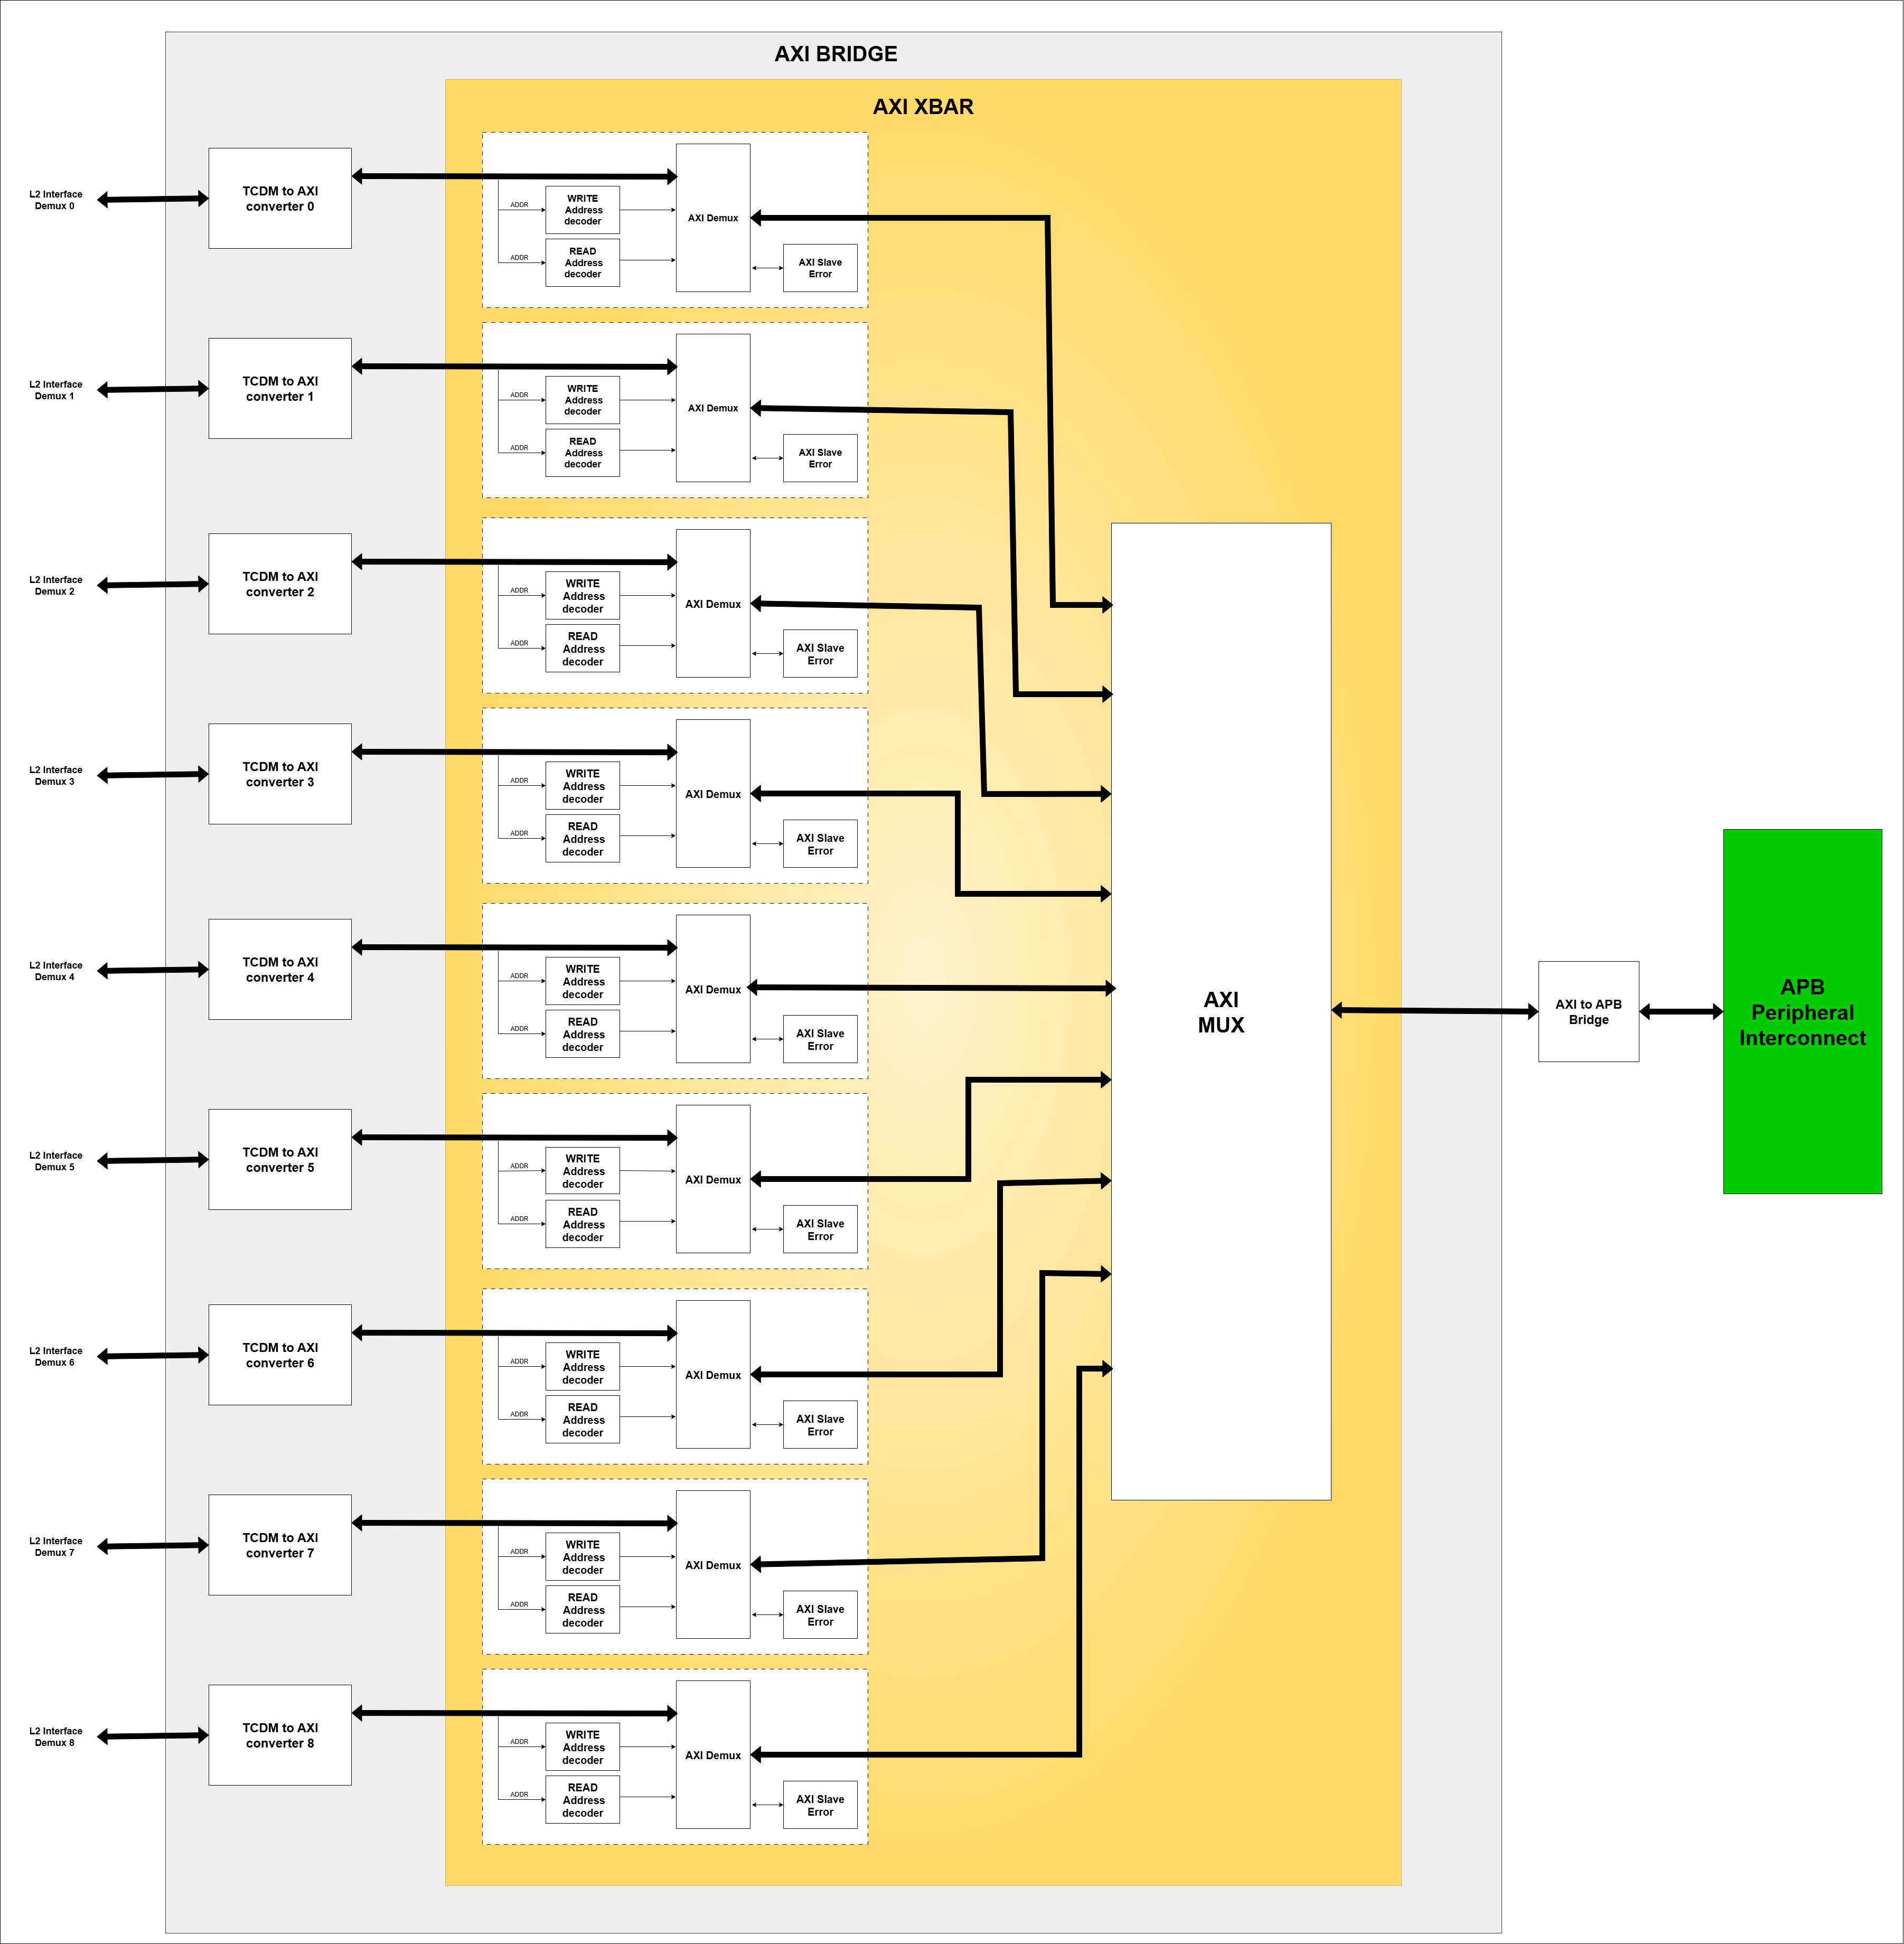 AXI BRIDGE
AXI XBAR
L2 Interface
Demux 0
TCDM to AXI
converter 0
ADDR
WRITE
Address
decoder
ADDR
READ
Address
decoder
AXI Demux
AXI Slave
Error
L2 Interface
Demux 1
TCDM to AXI
converter 1
ADDR
WRITE
Address
decoder
ADDR
READ
Address
decoder
AXI Demux
AXI Slave
Error
L2 Interface
Demux 2
TCDM to AXI
converter 2
ADDR
WRITE
Address
decoder
ADDR
READ
Address
decoder
AXI Demux
AXI Slave
Error
L2 Interface
Demux 3
TCDM to AXI
converter 3
ADDR
WRITE
Address
decoder
ADDR
READ
Address
decoder
AXI Demux
AXI Slave
Error
L2 Interface
Demux 4
TCDM to AXI
converter 4
ADDR
WRITE
Address
decoder
ADDR
READ
Address
decoder
AXI Demux
AXI Slave
Error
AXI
MUX
AXI to APB
Bridge
APB
Peripheral
Interconnect
L2 Interface
Demux 5
TCDM to AXI
converter 5
ADDR
WRITE
Address
decoder
ADDR
READ
Address
decoder
AXI Demux
AXI Slave
Error
L2 Interface
Demux 6
TCDM to AXI
converter 6
ADDR
WRITE
Address
decoder
ADDR
READ
Address
decoder
AXI Demux
AXI Slave
Error
L2 Interface
Demux 7
TCDM to AXI
converter 7
ADDR
WRITE
Address
decoder
ADDR
READ
Address
decoder
AXI Demux
AXI Slave
Error
L2 Interface
Demux 8
TCDM to AXI
converter 8
ADDR
WRITE
Address
decoder
ADDR
READ
Address
decoder
AXI Demux
AXI Slave
Error